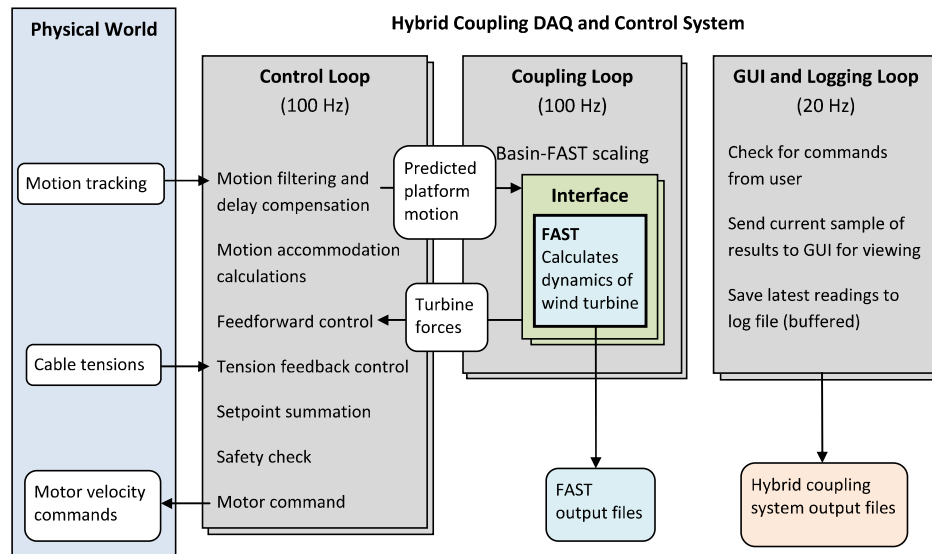 Physical World
Hybrid Coupling DAQ and Control System
Motion tracking
Cable tensions
Motor velocity
commands
Control Loop
(100 Hz)
Motion filtering and
delay compensation
Motion accommodation
calculations
Feedforward control
Tension feedback control
Setpoint summation
Safety check
Motor command
Predicted
platform
motion
Turbine
forces
Coupling Loop
(100 Hz)
Basin-FAST scaling
Interface
FAST
Calculates
dynamics of
wind turbine
FAST
output files
GUI and Logging Loop
(20 Hz)
Check for commands
from user
Send current sample of
results to GUI for viewing
Save latest readings to
log file (buffered)
Hybrid coupling
system output files